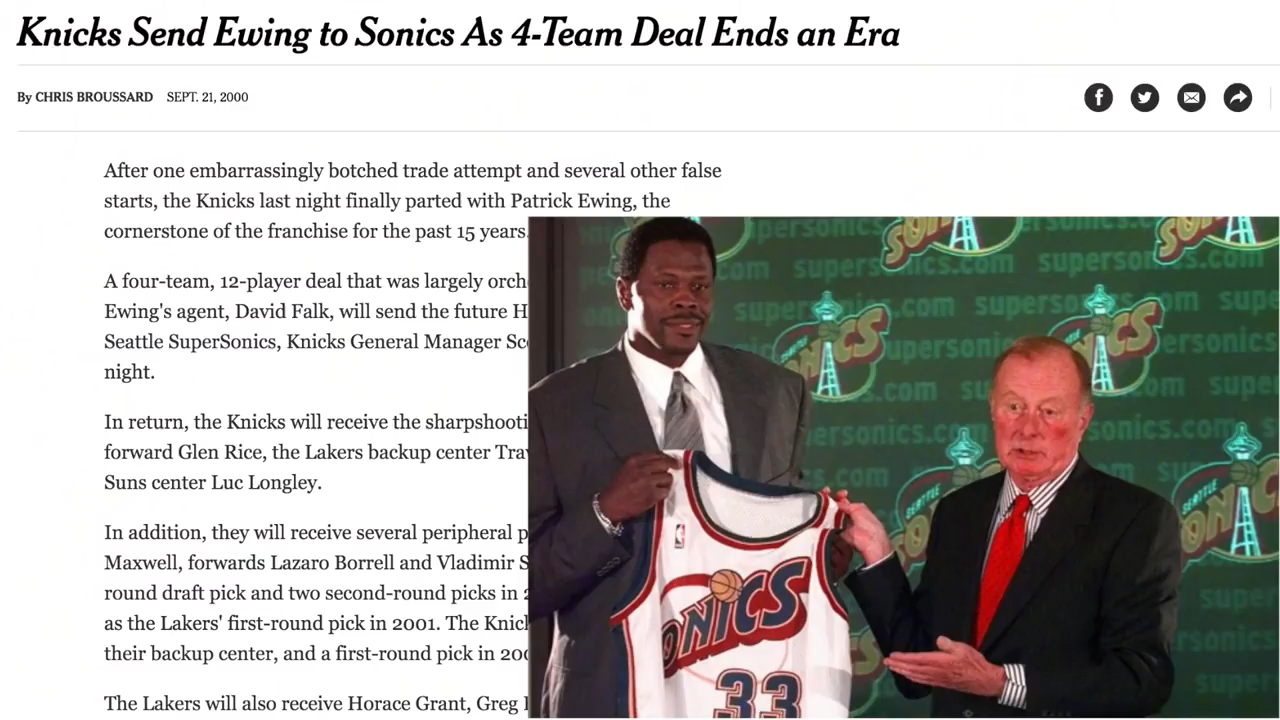 Knicks Send Ewing to Sonics As 4-Team Deal Ends an Era
By CHRIS BROUSSARD SEPT. 21, 2000
After one embarrassingly botched trade attempt and several other false
starts, the Knicks last night finally parted with Patrick Ewing, the
cornerstone of the franchise for the past 15 years.
A four-team, 12-player deal that was largely
Ewing's agent, David Falk, will send the future
Seattle SuperSonics, Knicks General Manager
night.
In return, the Knicks will receive the
forward Glen Rice, the Lakers backup center
Suns center Luc Longley.
In addition, they will receive several peripheral
Maxwell, forwards Lazaro Borrell and Vladimir
round draft pick and two second-round picks in
as the Lakers' first-round pick in 2001. The
their backup center, and a first-round pick in
The Lakers will also receive Horace Grant, Greg
supersonics.com
SEATTLE
SONICS
33